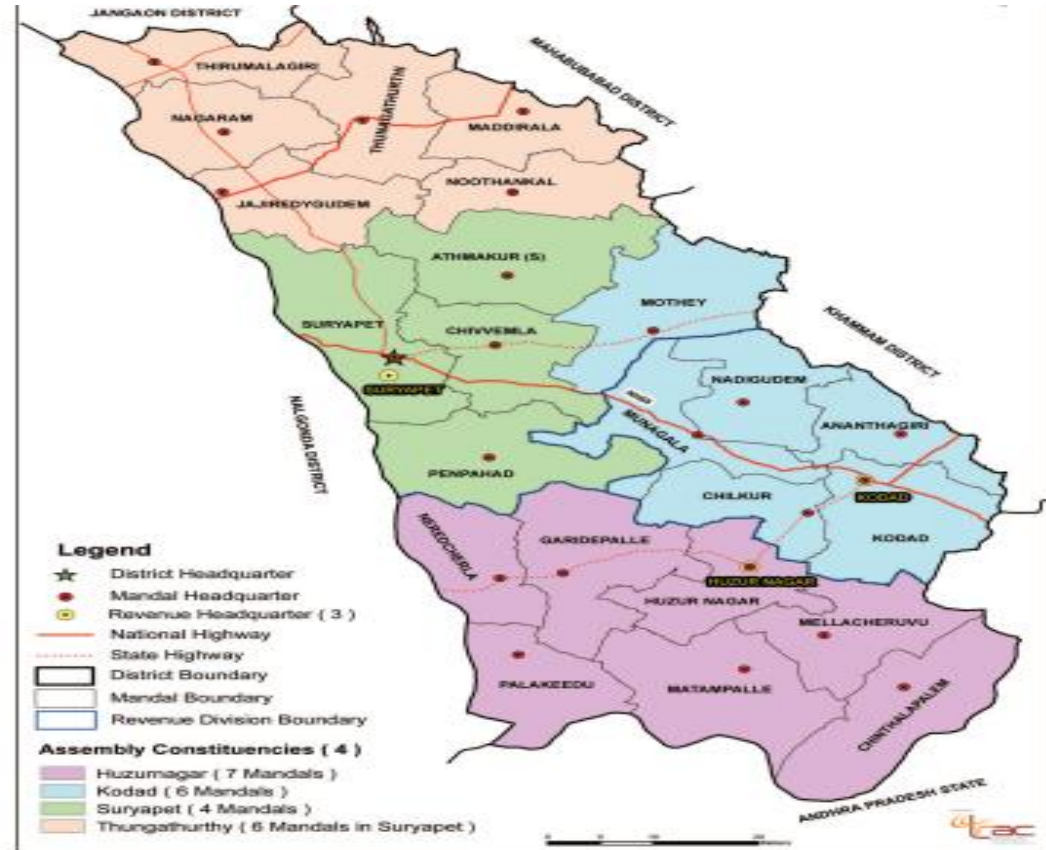 JANGAON DISTRICT
MAHABUBABAD DISTRICT
THIRUMALAGIRI
THUNAGATHURTIN
NAGARAM
MADDIRALA
NOOTHANKAL
JAJIREDYGUDEM
ATHMAKUR (S)
MOTHEY
SURYAPET
CHIVVEMLA
KHAMMAM DISTRICT
SURYAPET
NADIGUDEM
NALGONDA DISTRICT
MUNAGALA
ANANTHAGIRI
PENPAHAD
CHILKUR
KODAD
KODAD
NEREDCHERLA
GARIDEPALLE
HUZUR NAGAR
HUZUR NAGAR
MELLACHERUVU
PALAKEEDU
MATAMPALLE
CHINTHALAPALEM
ANDHRA PRADESH STATE
Legend
District Headquarter
Mandal Headquarter
Revenue Headquarter ( 3 )
National Highway
State Highway
District Boundary
Mandal Boundary
Revenue Division Boundary
Assembly Constituencies ( 4 )
Huzurnagar ( 7 Mandals )
Kodad ( 6 Mandals )
Suryapet ( 4 Mandals )
Thungathurthy ( 6 Mandals in Suryapet )